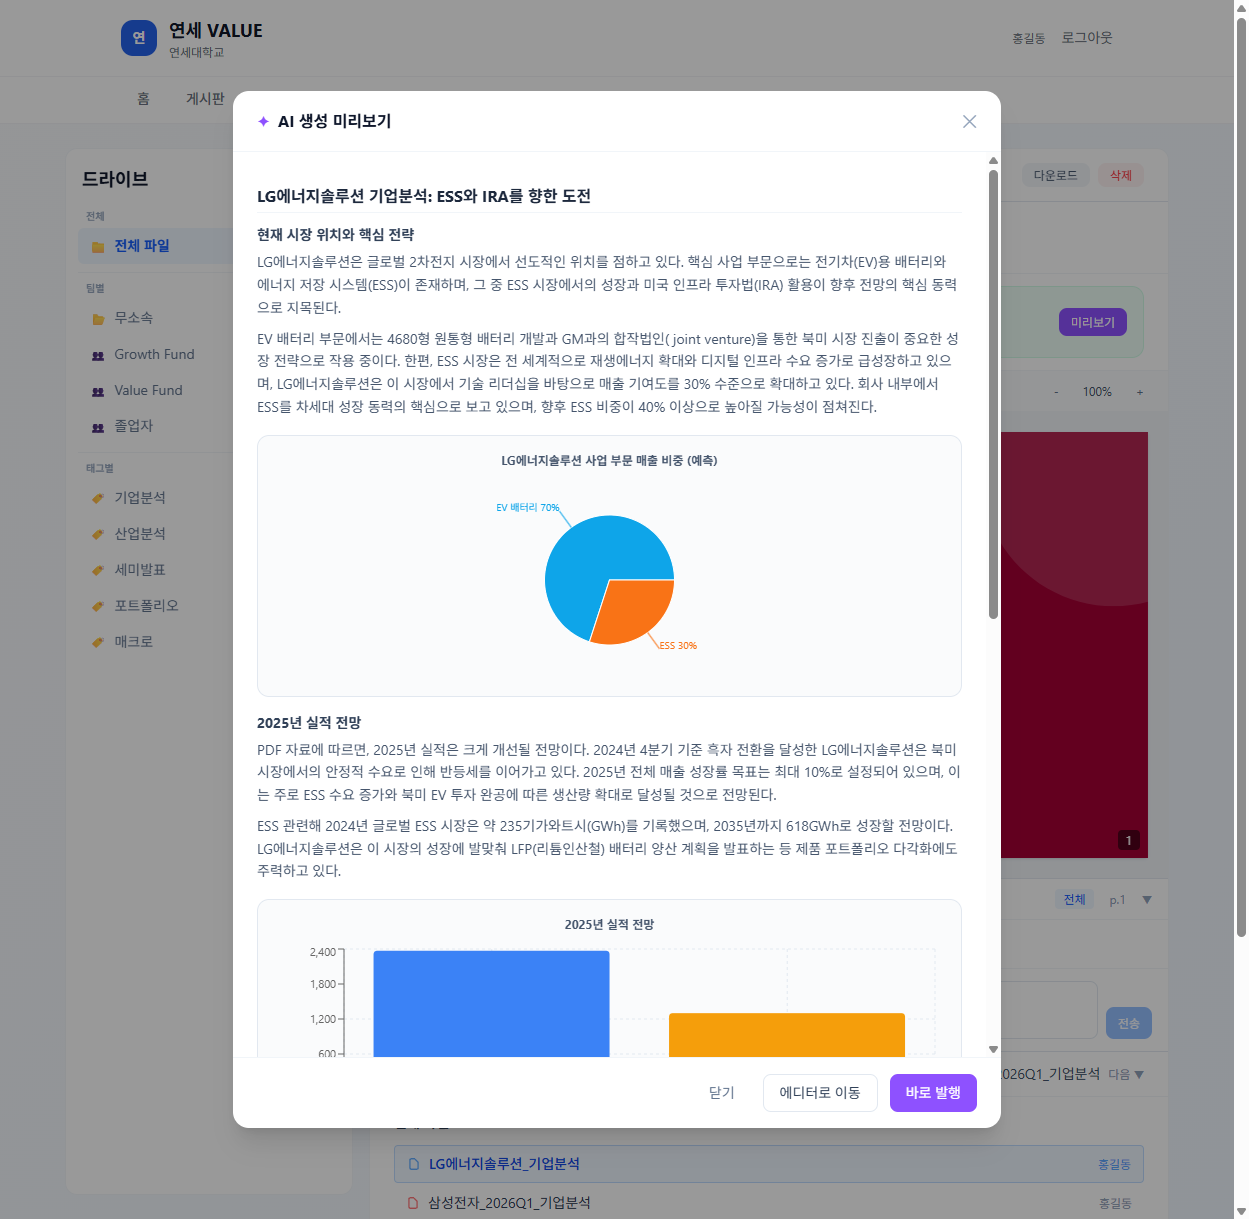 연
연세 VALUE
연세대학교
홍길동
로그아웃
홈
게시판
드라이브
전체
전체 파일
팀별
무소속
Growth Fund
Value Fund
졸업자
태그별
기업분석
산업분석
세미발표
포트폴리오
매크로
다운로드
삭제
미리보기
-
100%
+
1
전체
p.1 ▼
전송
AI 생성 미리보기
LG에너지솔루션 기업분석: ESS와 IRA를 향한 도전
현재 시장 위치와 핵심 전략
LG에너지솔루션은 글로벌 2차전지 시장에서 선도적인 위치를 점하고 있다. 핵심 사업 부문으로는 전기차(EV)용 배터리와
에너지 저장 시스템(ESS)이 존재하며, 그 중 ESS 시장에서의 성장과 미국 인프라 투자법(IRA) 활용이 향후 전망의 핵심 동력
으로 지목된다.
EV 배터리 부문에서는 4680형 원통형 배터리 개발과 GM과의 합작법인( joint venture)을 통한 북미 시장 진출이 중요한 성
장 전략으로 작용 중이다. 한편, ESS 시장은 전 세계적으로 재생에너지 확대와 디지털 인프라 수요 증가로 급성장하고 있으
며, LG에너지솔루션은 이 시장에서 기술 리더십을 바탕으로 매출 기여도를 30% 수준으로 확대하고 있다. 회사 내부에서
ESS를 차세대 성장 동력의 핵심으로 보고 있으며, 향후 ESS 비중이 40% 이상으로 높아질 가능성이 점쳐진다.
LG에너지솔루션 사업 부문 매출 비중 (예측)
EV 배터리 70%
ESS 30%
2025년 실적 전망
PDF 자료에 따르면, 2025년 실적은 크게 개선될 전망이다. 2024년 4분기 기준 흑자 전환을 달성한 LG에너지솔루션은 북미
시장에서의 안정적 수요로 인해 반등세를 이어가고 있다. 2025년 전체 매출 성장률 목표는 최대 10%로 설정되어 있으며, 이
는 주로 ESS 수요 증가와 북미 EV 투자 완공에 따른 생산량 확대로 달성될 것으로 전망된다.
ESS 관련해 2024년 글로벌 ESS 시장은 약 235기가와트시(GWh)를 기록했으며, 2035년까지 618GWh로 성장할 전망이다.
LG에너지솔루션은 이 시장의 성장에 발맞춰 LFP(리튬인산철) 배터리 양산 계획을 발표하는 등 제품 포트폴리오 다각화에도
주력하고 있다.
2025년 실적 전망
2,400
1,800
1,200
600
닫기
에디터로 이동
바로 발행
2026Q1_기업분석
다음 ▼
LG에너지솔루션_기업분석
홍길동
삼성전자_2026Q1_기업분석
홍길동